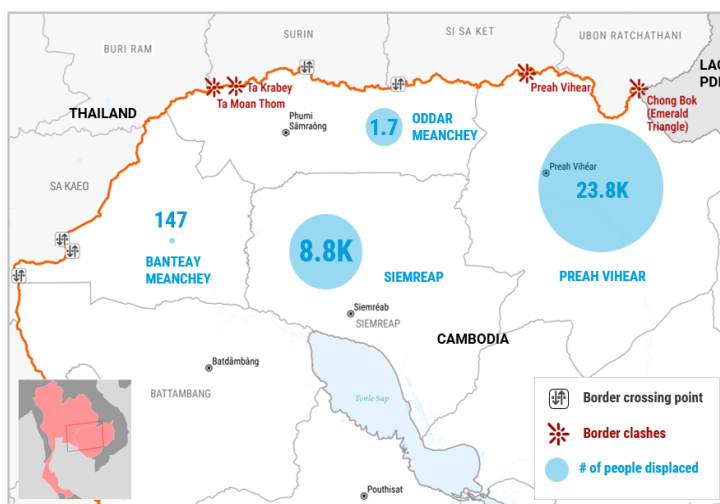 BURI RAM
SURIN
SI SA KET
UBON RATCHATHANI
LAO
PDR
Ta Krabey
Ta Moan Thom
Preah Vihear
Chong Bok
(Emerald
Triangle)
THAILAND
Phumi
Sâmraông
1.7
ODDAR
MEANCHEY
Preah Vihéar
23.8K
SA KAEO
147
BANTEAY
MEANCHEY
8.8K
SIEMREAP
PREAH VIHEAR
Siemréab
SIEMREAP
CAMBODIA
Batdâmbâng
BATTAMBANG
Tonle Sap
Pouthisat
Border crossing point
Border clashes
# of people displaced